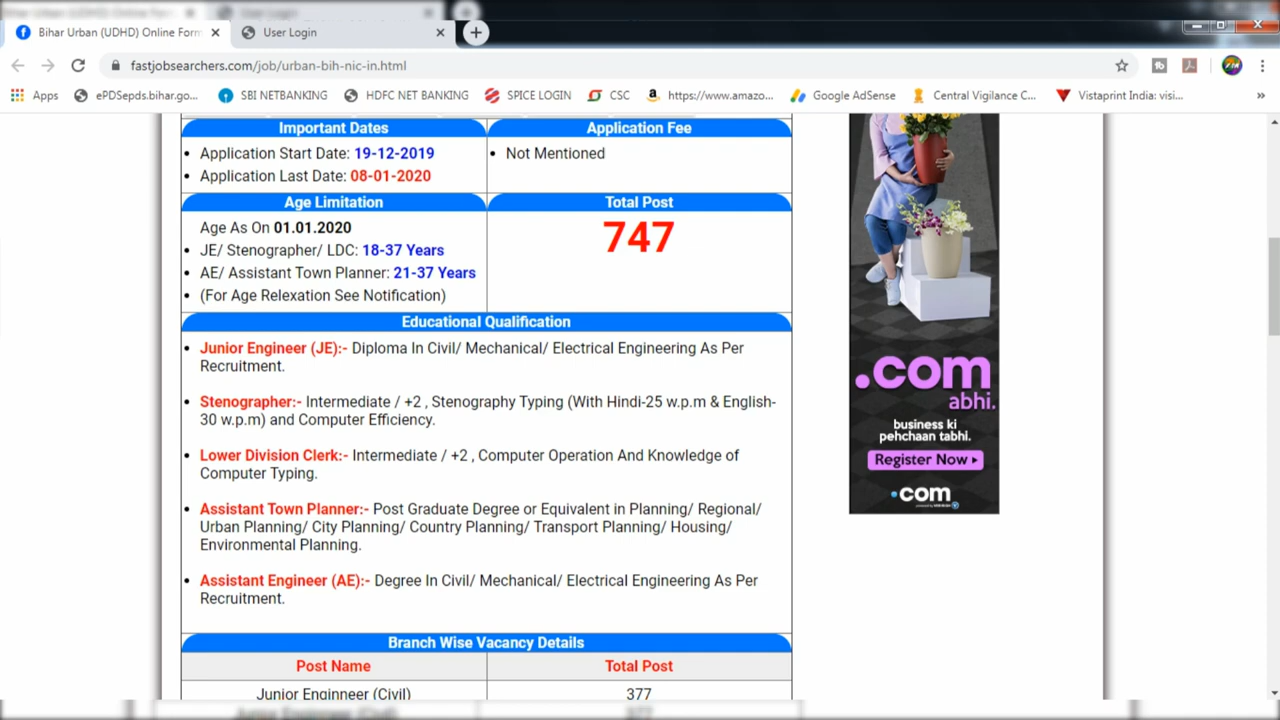 Bihar Urban (UDHD) Online Form
User Login
fastjobsearchers.com/job/urban-bih-nic-in.html
Apps
ePDSepds.bihar.go...
SBI NETBANKING
HDFC NET BANKING
SPICE LOGIN
CSC
https://www.amazo...
Google AdSense
Central Vigilance C...
Vistaprint India: visi...
Important Dates
Application Fee
• Application Start Date: 19-12-2019
• Not Mentioned
• Application Last Date: 08-01-2020
Age Limitation
Total Post
Age As On 01.01.2020
747
• JE/ Stenographer/ LDC: 18-37 Years
• AE/ Assistant Town Planner: 21-37 Years
• (For Age Relexation See Notification)
Educational Qualification
• Junior Engineer (JE):- Diploma In Civil/ Mechanical/ Electrical Engineering As Per
Recruitment.
• Stenographer:- Intermediate / +2 , Stenography Typing (With Hindi-25 w.p.m & English-
30 w.p.m) and Computer Efficiency.
• Lower Division Clerk:- Intermediate / +2 , Computer Operation And Knowledge of
Computer Typing.
• Assistant Town Planner:- Post Graduate Degree or Equivalent in Planning/ Regional/
Urban Planning/ City Planning/ Country Planning/ Transport Planning/ Housing/
Environmental Planning.
• Assistant Engineer (AE):- Degree In Civil/ Mechanical/ Electrical Engineering As Per
Recruitment.
Branch Wise Vacancy Details
Post Name
Total Post
Junior Enginneer (Civil)
377
.com
abhi.
business ki
pehchaan tabhi.
Register Now
.com